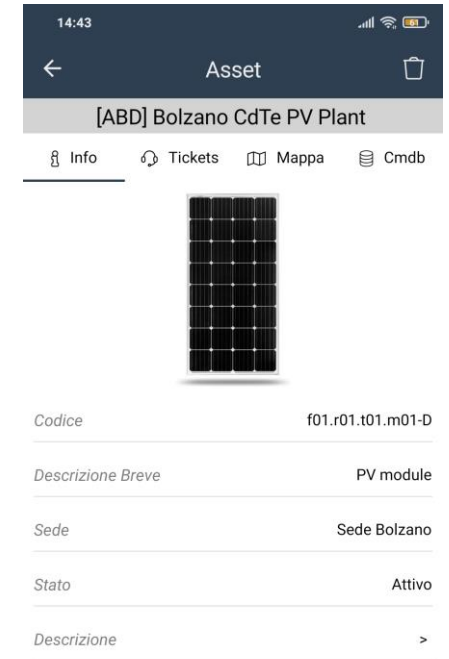 14:43
61
Asset
[ABD] Bolzano CdTe PV Plant
Info Tickets Mappa Cmdb
Codice f01.r01.t01.m01-D
Descrizione Breve PV module
Sede Sede Bolzano
Stato Attivo
Descrizione >